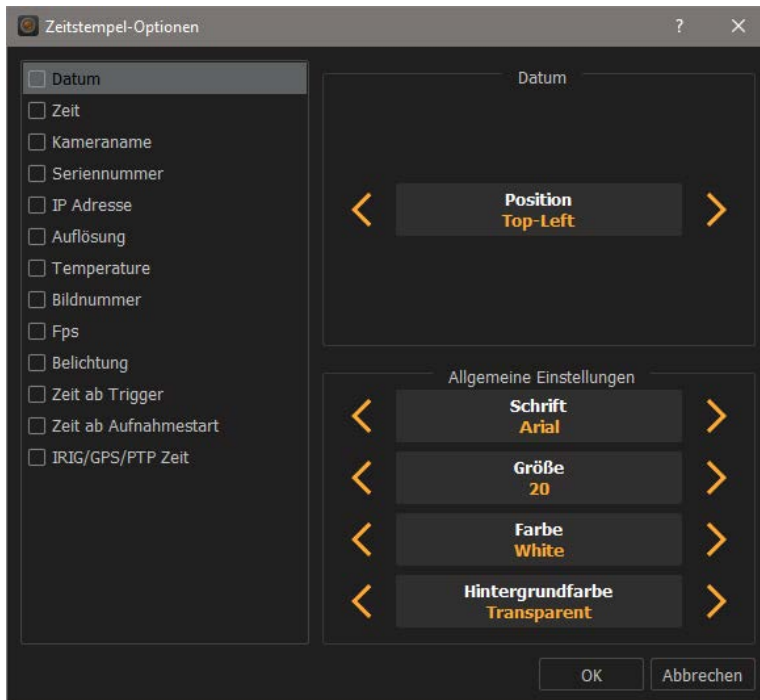 Zeitstempel-Optionen
?
Datum
Zeit
Kameraname
Seriennummer
IP Adresse
Auflösung
Temperature
Bildnummer
Fps
Belichtung
Zeit ab Trigger
Zeit ab Aufnahmestart
IRIG/GPS/PTP Zeit
Datum
Position
Top-Left
Allgemeine Einstellungen
Schrift
Arial
Größe
20
Farbe
White
Hintergrundfarbe
Transparent
OK
Abbrechen